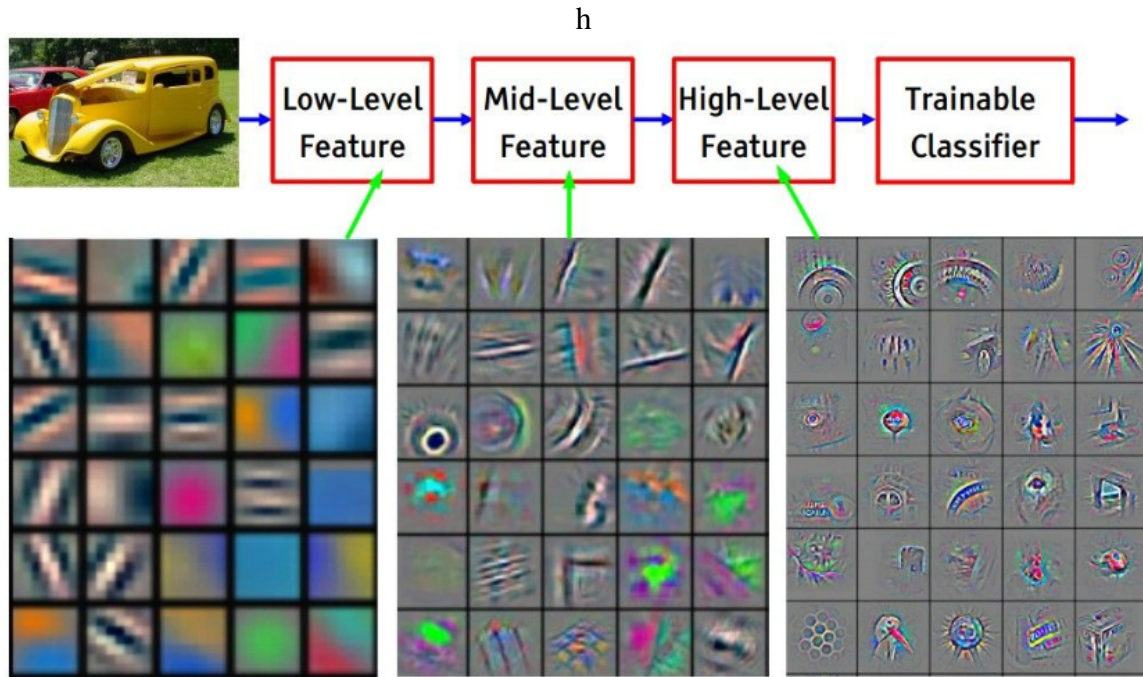 h
Low-Level
Feature
Mid-Level
Feature
High-Level
Feature
Trainable
Classifier